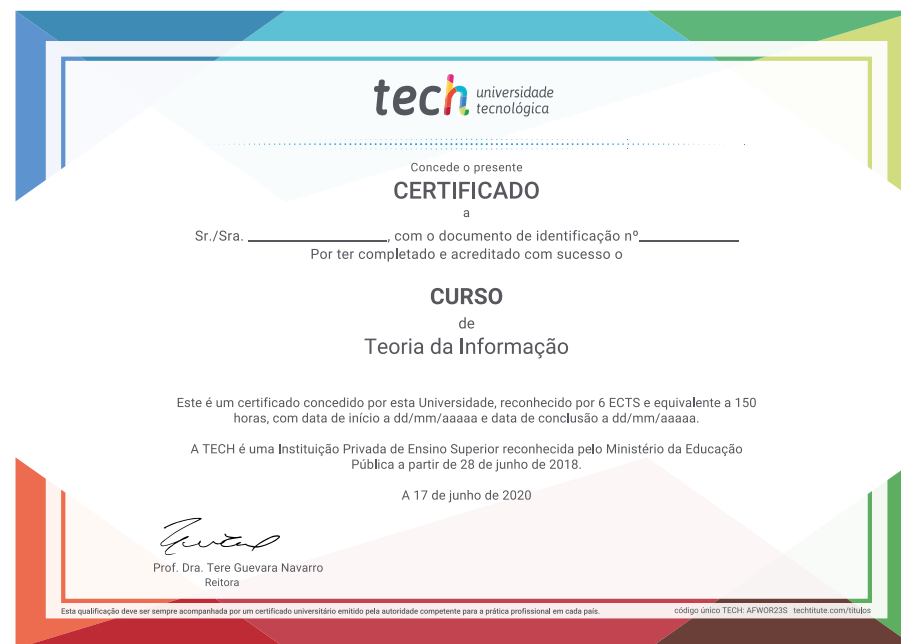 tech universidade
tecnológica
Concede o presente
CERTIFICADO
a
Sr./Sra. ________________, com o documento de identificação nº____________
Por ter completado e acreditado com sucesso o
CURSO
de
Teoria da Informação
Este é um certificado concedido por esta Universidade, reconhecido por 6 ECTS e equivalente a 150
horas, com data de início a dd/mm/aaaaa e data de conclusão a dd/mm/aaaaa.
A TECH é uma Instituição Privada de Ensino Superior reconhecida pelo Ministério da Educação
Pública a partir de 28 de junho de 2018.
A 17 de junho de 2020
Prof. Dra. Tere Guevara Navarro
Reitora
Esta qualificação deve ser sempre acompanhada por um certificado universitário emitido pela autoridade competente para a prática profissional em cada país.
código único TECH: AFWOR23S techtitute.com/titulos